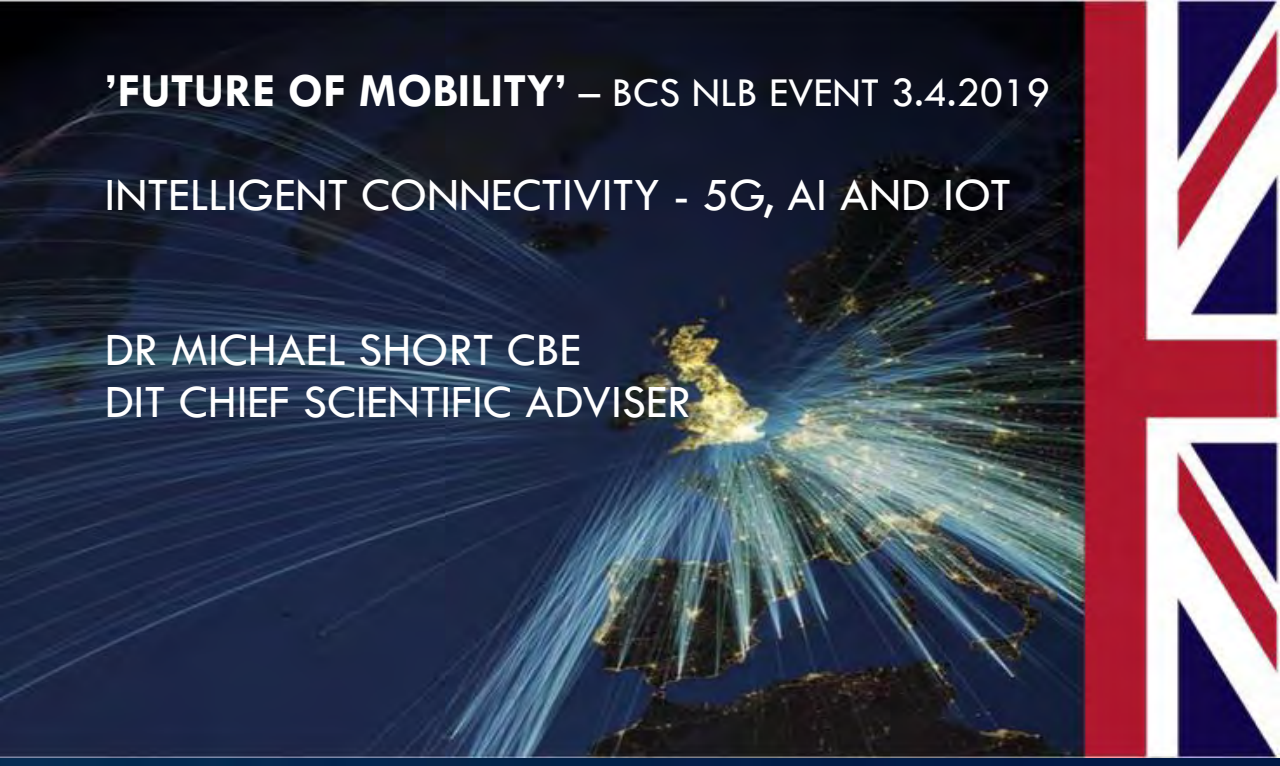 ’FUTURE OF MOBILITY’ – BCS NLB EVENT 3.4.2019
INTELLIGENT CONNECTIVITY - 5G, AI AND IOT
DR MICHAEL SHORT CBE
DIT CHIEF SCIENTIFIC ADVISER